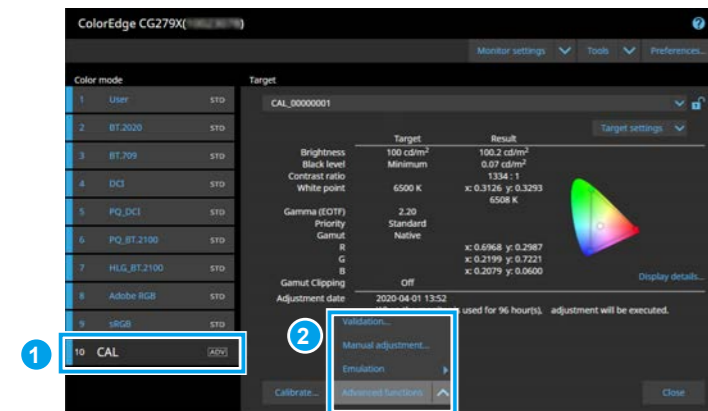 ColorEdge CG279X( )
Monitor settings Tools Preferences...
Color mode Target
1 User STD
2 BT.2020 STD
3 BT.709 STD
4 DCI STD
5 PQ_DCI STD
6 PQ_BT.2100 STD
7 HLG_BT.2100 STD
8 Adobe RGB STD
9 sRGB STD
10 CAL ADV
1
CAL_00000001
Target settings
Target Result
Brightness 100 cd/m² 100.2 cd/m²
Black level Minimum 0.07 cd/m²
Contrast ratio 1334 : 1
White point 6500 K x: 0.3126 y: 0.3293
6508 K
Gamma (EOTF) 2.20
Priority Standard
Gamut Native
R x: 0.6968 y: 0.2987
G x: 0.2199 y: 0.7221
B x: 0.2079 y: 0.0600
Gamut Clipping Off
Display details...
Adjustment date 2020-04-01 13:52
used for 96 hour(s), adjustment will be executed.
2
Validation...
Manual adjustment...
Emulation
Calibrate... Advanced functions Close